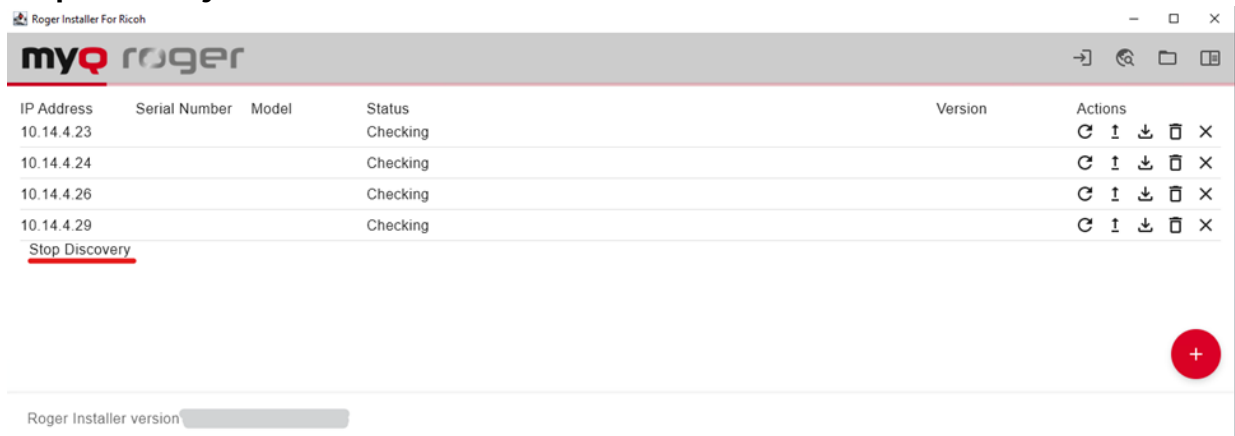 Roger Installer For Ricoh
myQ roger
IP Address Serial Number Model Status Version Actions
10.14.4.23 Checking
10.14.4.24 Checking
10.14.4.26 Checking
10.14.4.29 Checking
Stop Discovery
Roger Installer version